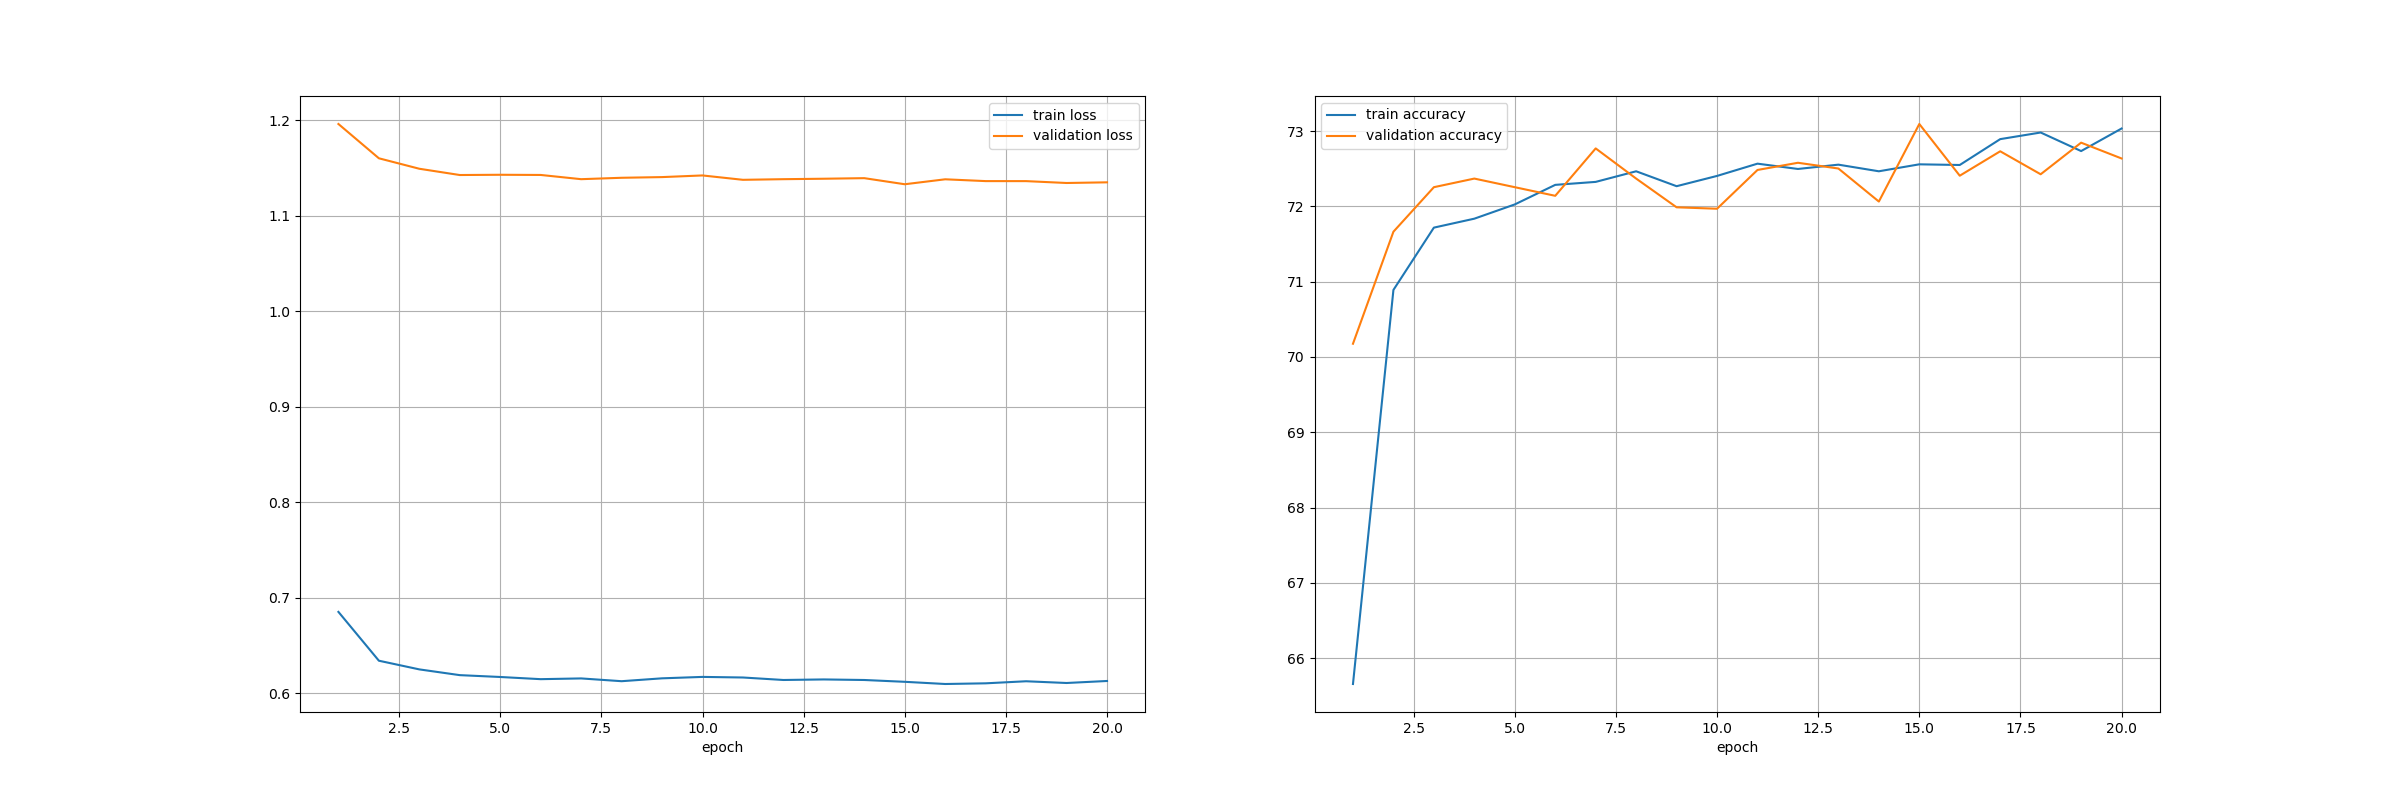 train loss
validation loss
1.2
1.1
1.0
0.9
0.8
0.7
0.6
2.5 5.0 7.5 10.0 12.5 15.0 17.5 20.0
epoch
train accuracy
validation accuracy
73
72
71
70
69
68
67
66
2.5 5.0 7.5 10.0 12.5 15.0 17.5 20.0
epoch